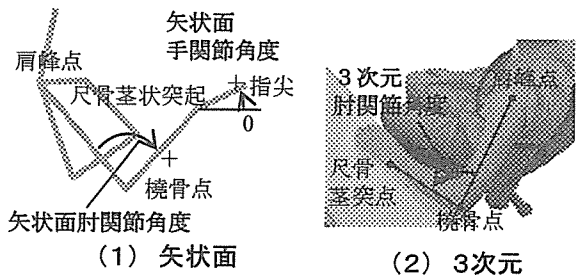 矢状面
手関節角度
肩峰点
尺骨茎状突起
指尖
+
0
+
橈骨点
矢状面肘関節角度
(1) 矢状面
3次元
肘関節角度
肩峰点
尺骨
茎突点
橈骨点
(2) 3次元